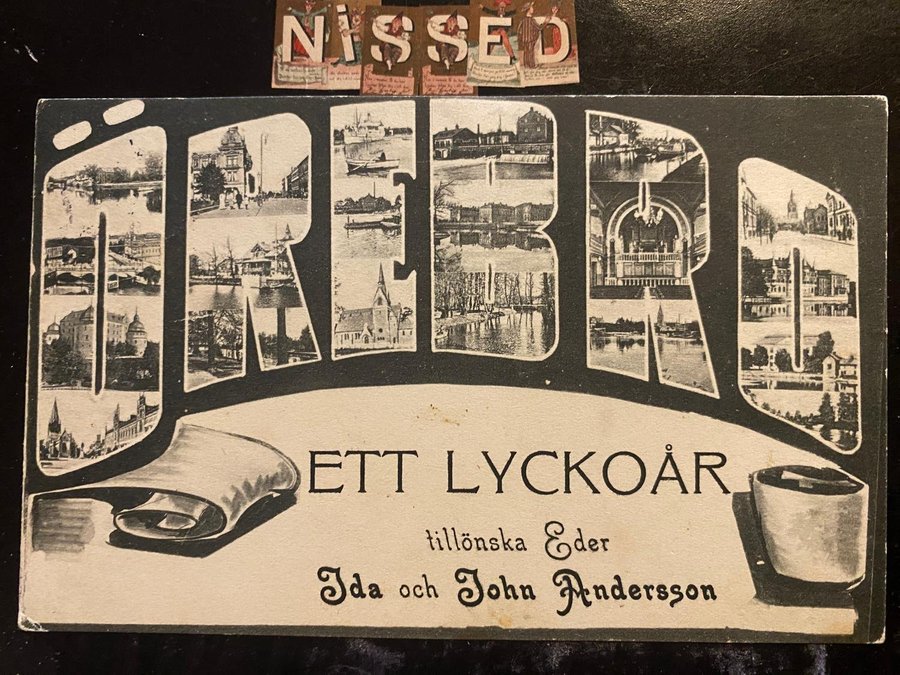 NiSSED
ÖREBRO
ETT LYCKOÅR
tillönska Eder
Ida och John Andersson